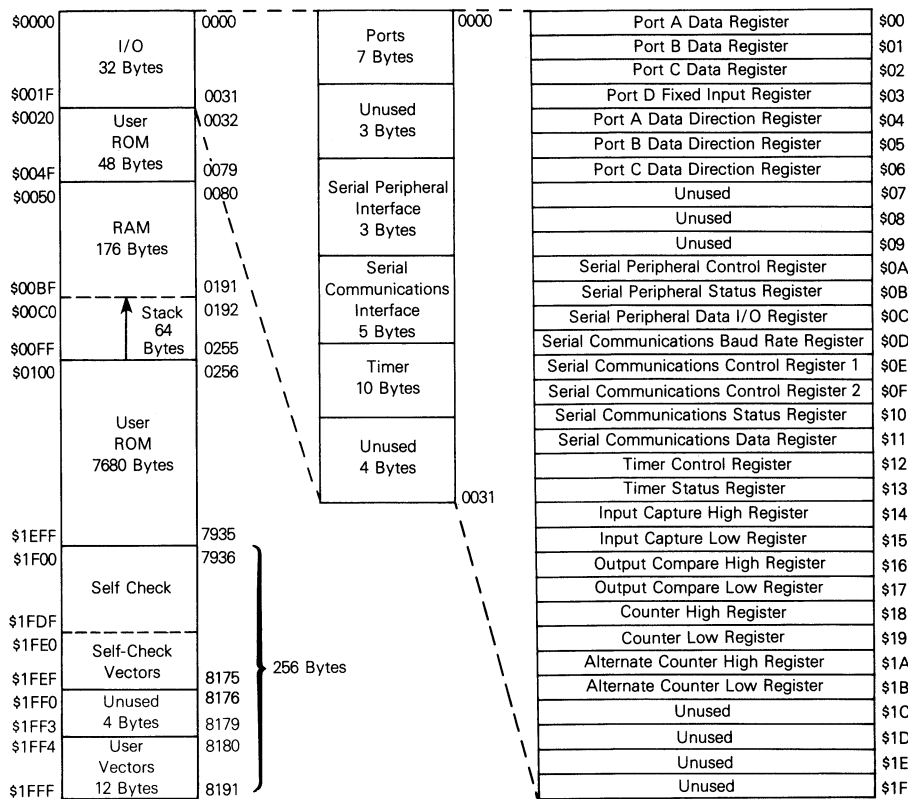 $0000
I/O
32 Bytes
0000
$001F
0031
$0020
User
ROM
48 Bytes
0032
$004F
0079
$0050
RAM
176 Bytes
0080
$00BF
0191
$00C0
Stack
64
Bytes
0192
$00FF
0255
$0100
0256
User
ROM
7680 Bytes
$1EFF
7935
$1F00
7936
Self Check
$1FDF
$1FE0
Self-Check
Vectors
$1FEF
8175
256 Bytes
$1FF0
Unused
4 Bytes
8176
$1FF3
8179
$1FF4
User
Vectors
12 Bytes
8180
$1FFF
8191
Ports
7 Bytes
0000
Unused
3 Bytes
Serial Peripheral
Interface
3 Bytes
Serial
Communications
Interface
5 Bytes
Timer
10 Bytes
Unused
4 Bytes
0031
Port A Data Register $00
Port B Data Register $01
Port C Data Register $02
Port D Fixed Input Register $03
Port A Data Direction Register $04
Port B Data Direction Register $05
Port C Data Direction Register $06
Unused $07
Unused $08
Unused $09
Serial Peripheral Control Register $0A
Serial Peripheral Status Register $0B
Serial Peripheral Data I/O Register $0C
Serial Communications Baud Rate Register $0D
Serial Communications Control Register 1 $0E
Serial Communications Control Register 2 $0F
Serial Communications Status Register $10
Serial Communications Data Register $11
Timer Control Register $12
Timer Status Register $13
Input Capture High Register $14
Input Capture Low Register $15
Output Compare High Register $16
Output Compare Low Register $17
Counter High Register $18
Counter Low Register $19
Alternate Counter High Register $1A
Alternate Counter Low Register $1B
Unused $1C
Unused $1D
Unused $1E
Unused $1F